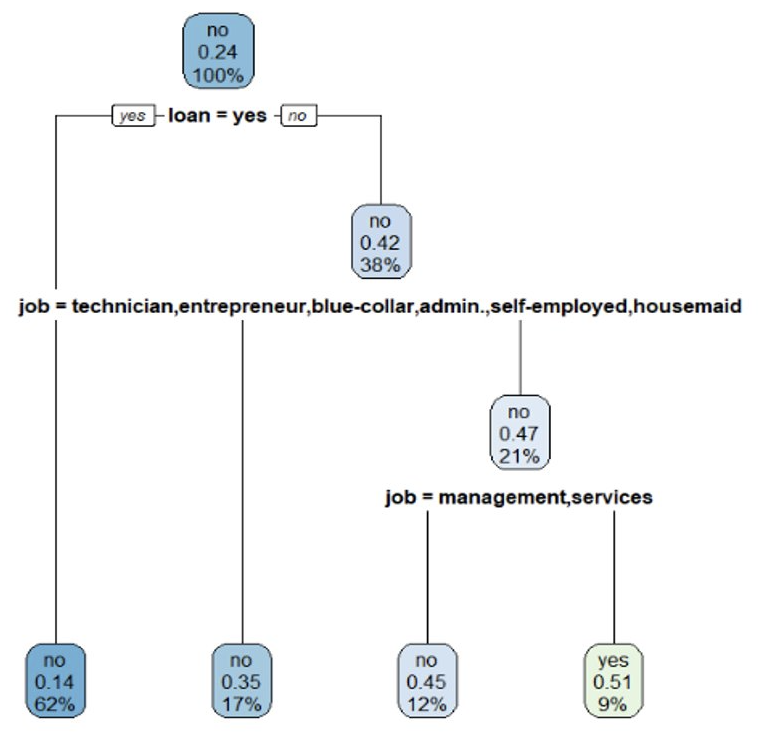 no
0.24
100%
yes loan = yes no
no
0.42
38%
job = technician,entrepreneur,blue-collar,admin.,self-employed,housemaid
no
0.47
21%
job = management,services
no
0.14
62%
no
0.35
17%
no
0.45
12%
yes
0.51
9%